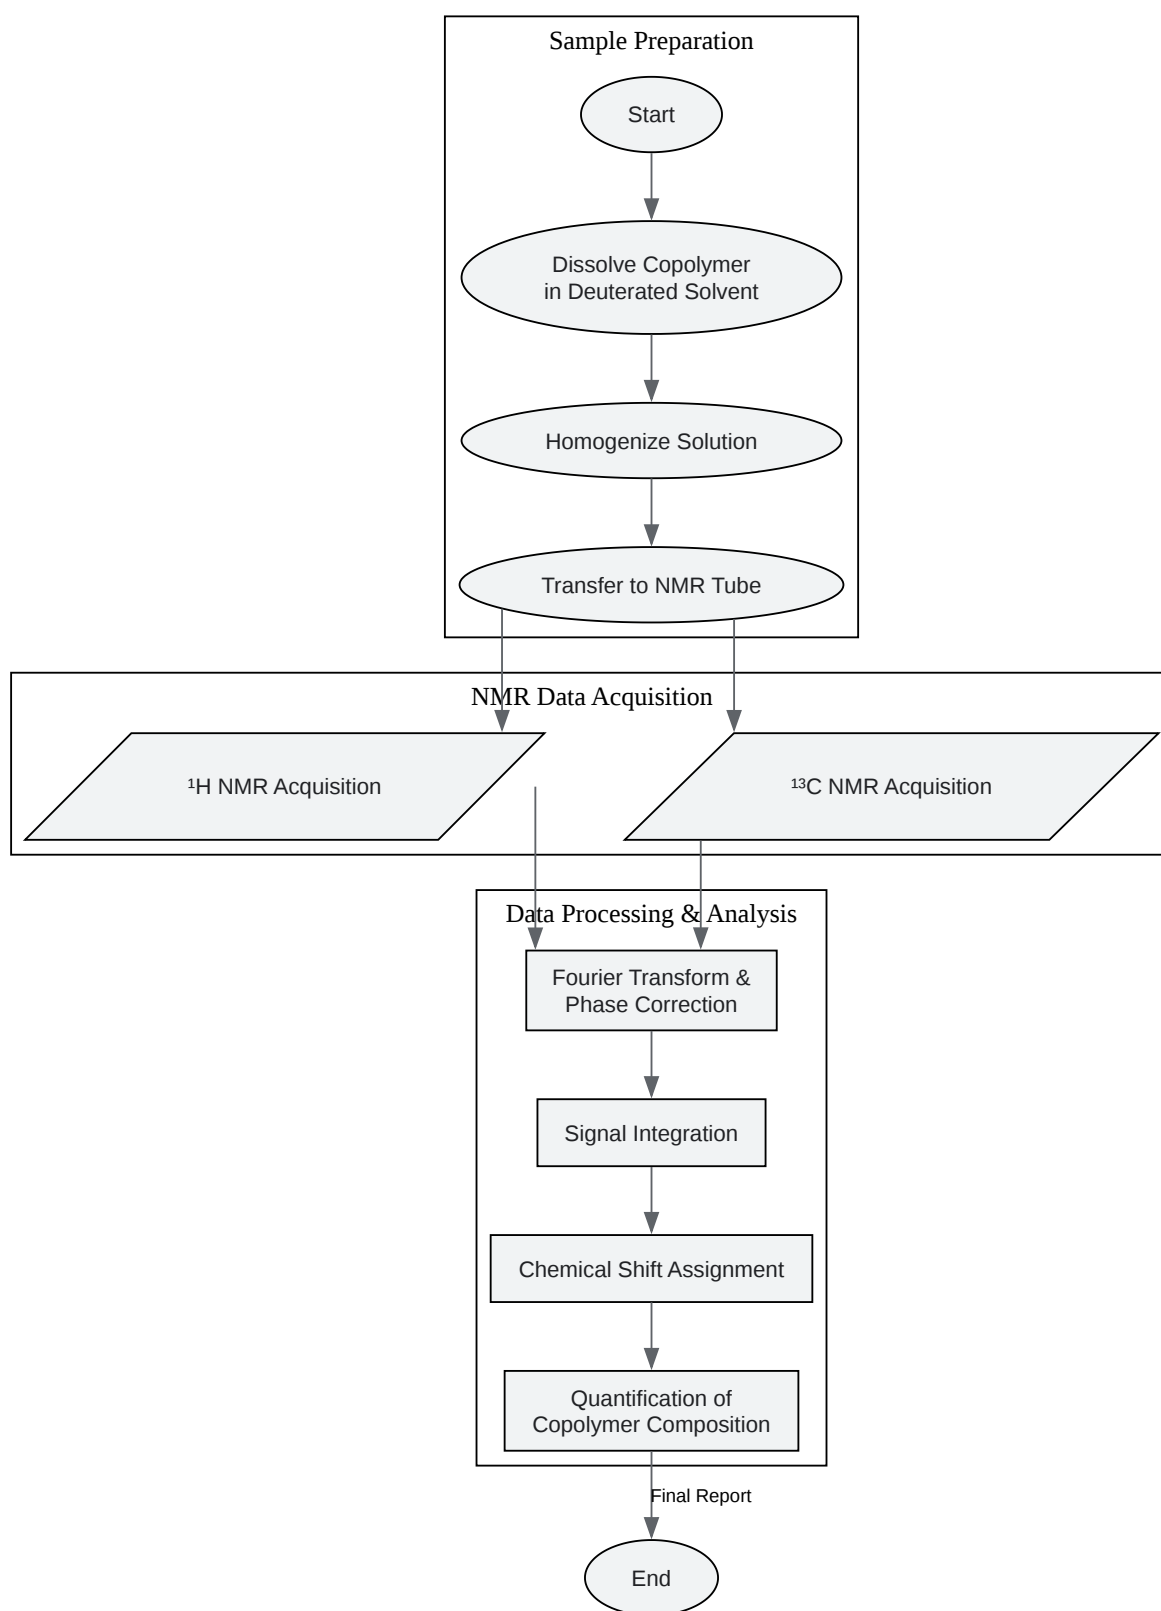 Sample Preparation
Start
Dissolve Copolymer
in Deuterated Solvent
Homogenize Solution
Transfer to NMR Tube
NMR Data Acquisition
¹H NMR Acquisition
¹³C NMR Acquisition
Data Processing & Analysis
Fourier Transform &
Phase Correction
Signal Integration
Chemical Shift Assignment
Quantification of
Copolymer Composition
Final Report
End